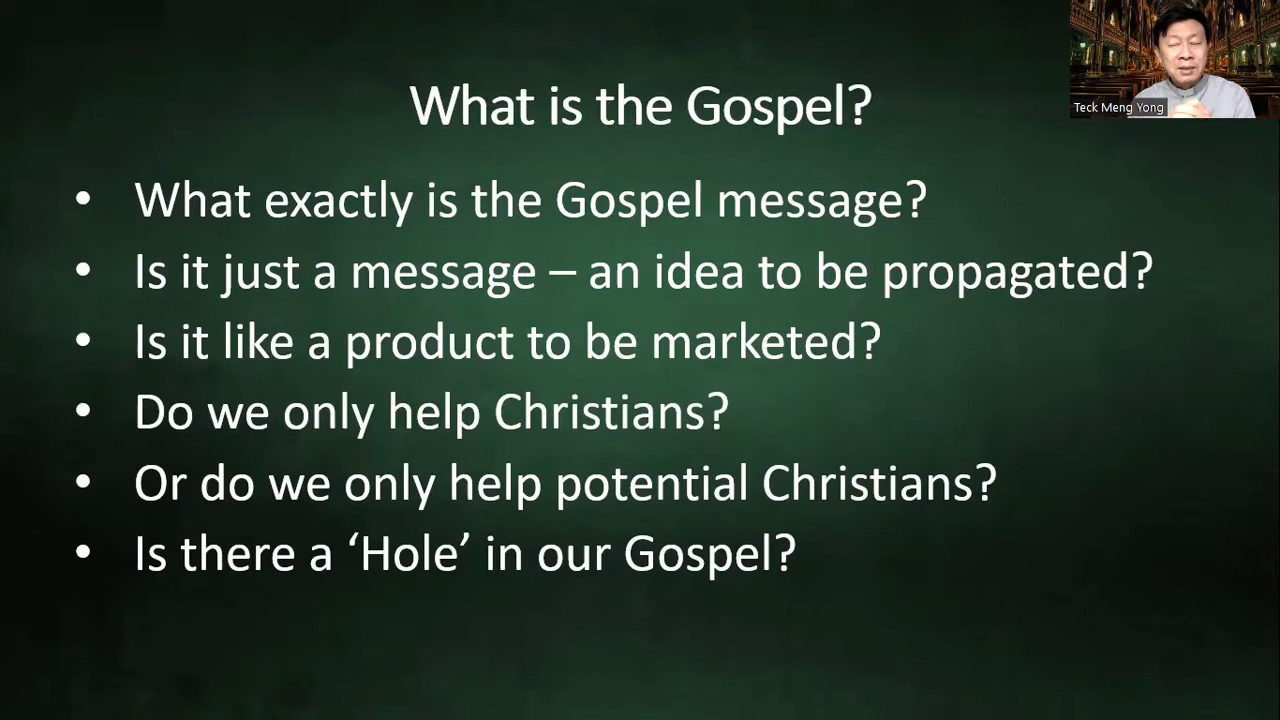 What is the Gospel?
Teck Meng Yong
• What exactly is the Gospel message?
• Is it just a message – an idea to be propagated?
• Is it like a product to be marketed?
• Do we only help Christians?
• Or do we only help potential Christians?
• Is there a ‘Hole’ in our Gospel?